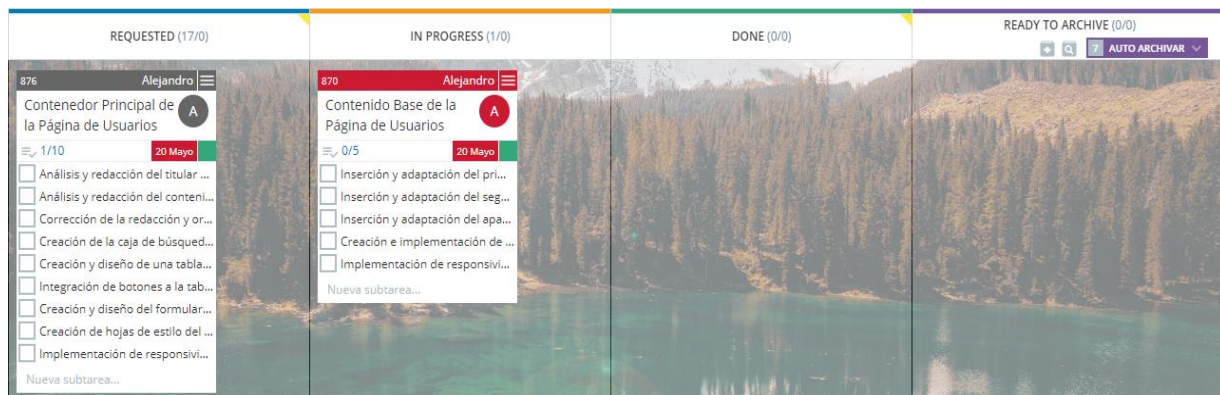 REQUESTED (17/0)
IN PROGRESS (1/0)
DONE (0/0)
READY TO ARCHIVE (0/0)
7 AUTO ARCHIVAR
876 Alejandro
Contenedor Principal de
la Página de Usuarios
A
1/10 20 Mayo
Análisis y redacción del titular ...
Análisis y redacción del conteni...
Corrección de la redacción y or...
Creación de la caja de búsqued...
Creación y diseño de una tabla...
Integración de botones a la tab...
Creación y diseño del formular...
Creación de hojas de estilo del ...
Implementación de responsivi...
Nueva subtarea...
870 Alejandro
Contenido Base de la
Página de Usuarios
A
0/5 20 Mayo
Inserción y adaptación del pri...
Inserción y adaptación del seg...
Inserción y adaptación del apa...
Creación e implementación de ...
Implementación de responsivi...
Nueva subtarea...